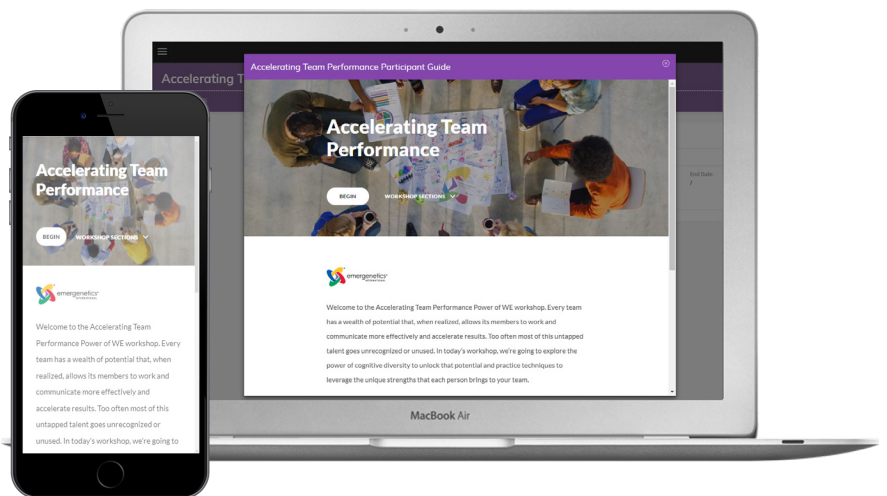 Accelerating Team Performance Participant Guide
Accelerating T
End Date
Accelerating Team
Performance
BEGIN
WORKSHOP SECTIONS
emergenetics
INTERNATIONAL
Welcome to the Accelerating Team Performance Power of WE workshop. Every team
has a wealth of potential that, when realized, allows its members to work and
communicate more effectively and accelerate results. Too often most of this untapped
talent goes unrecognized or unused. In today's workshop, we're going to explore the
power of cognitive diversity to unlock that potential and practice techniques to
leverage the unique strengths that each person brings to your team.
MacBook Air
Accelerating Team
Performance
BEGIN
WORKSHOP SECTIONS
emergenetics
INTERNATIONAL
Welcome to the Accelerating Team
Performance Power of WE workshop. Every
team has a wealth of potential that, when
realized, allows its members to work and
communicate more effectively and
accelerate results. Too often most of this
untapped talent goes unrecognized or
unused. In today's workshop, we're going to